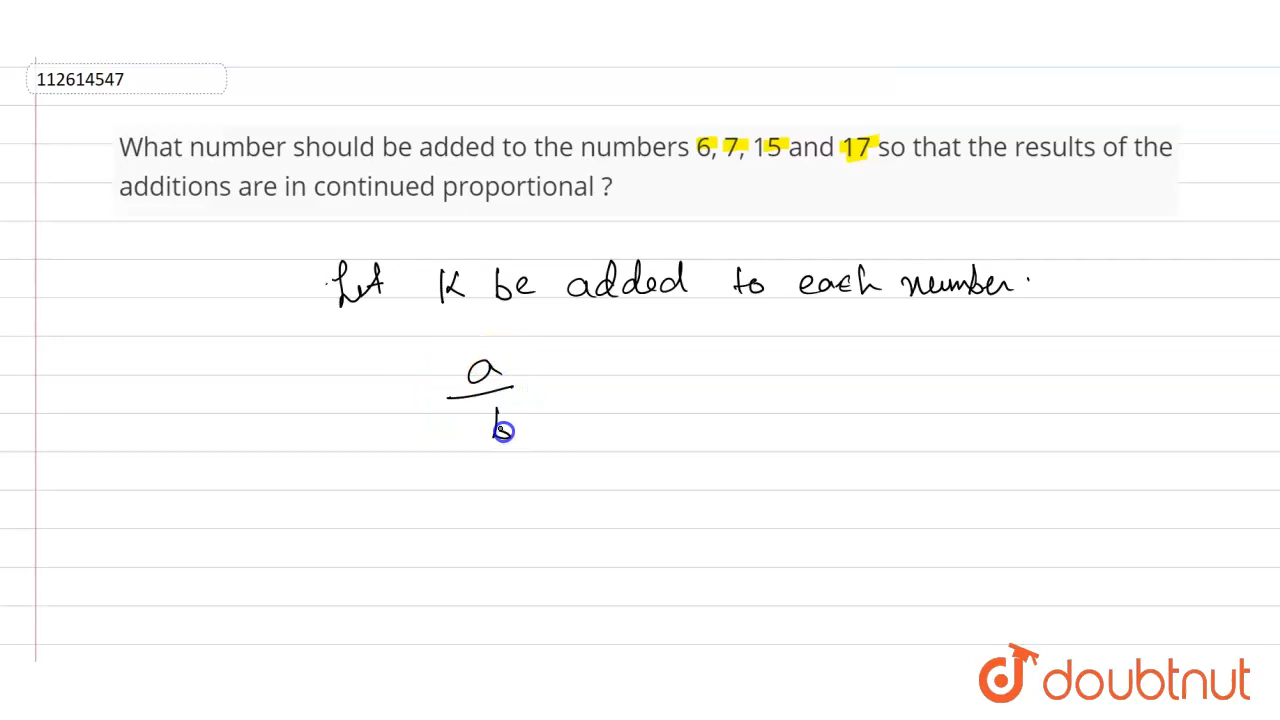 112614547
What number should be added to the numbers 6, 7, 15 and 17 so that the results of the
additions are in continued proportional ?
Let K be added to each number.
a
b
doubtnut